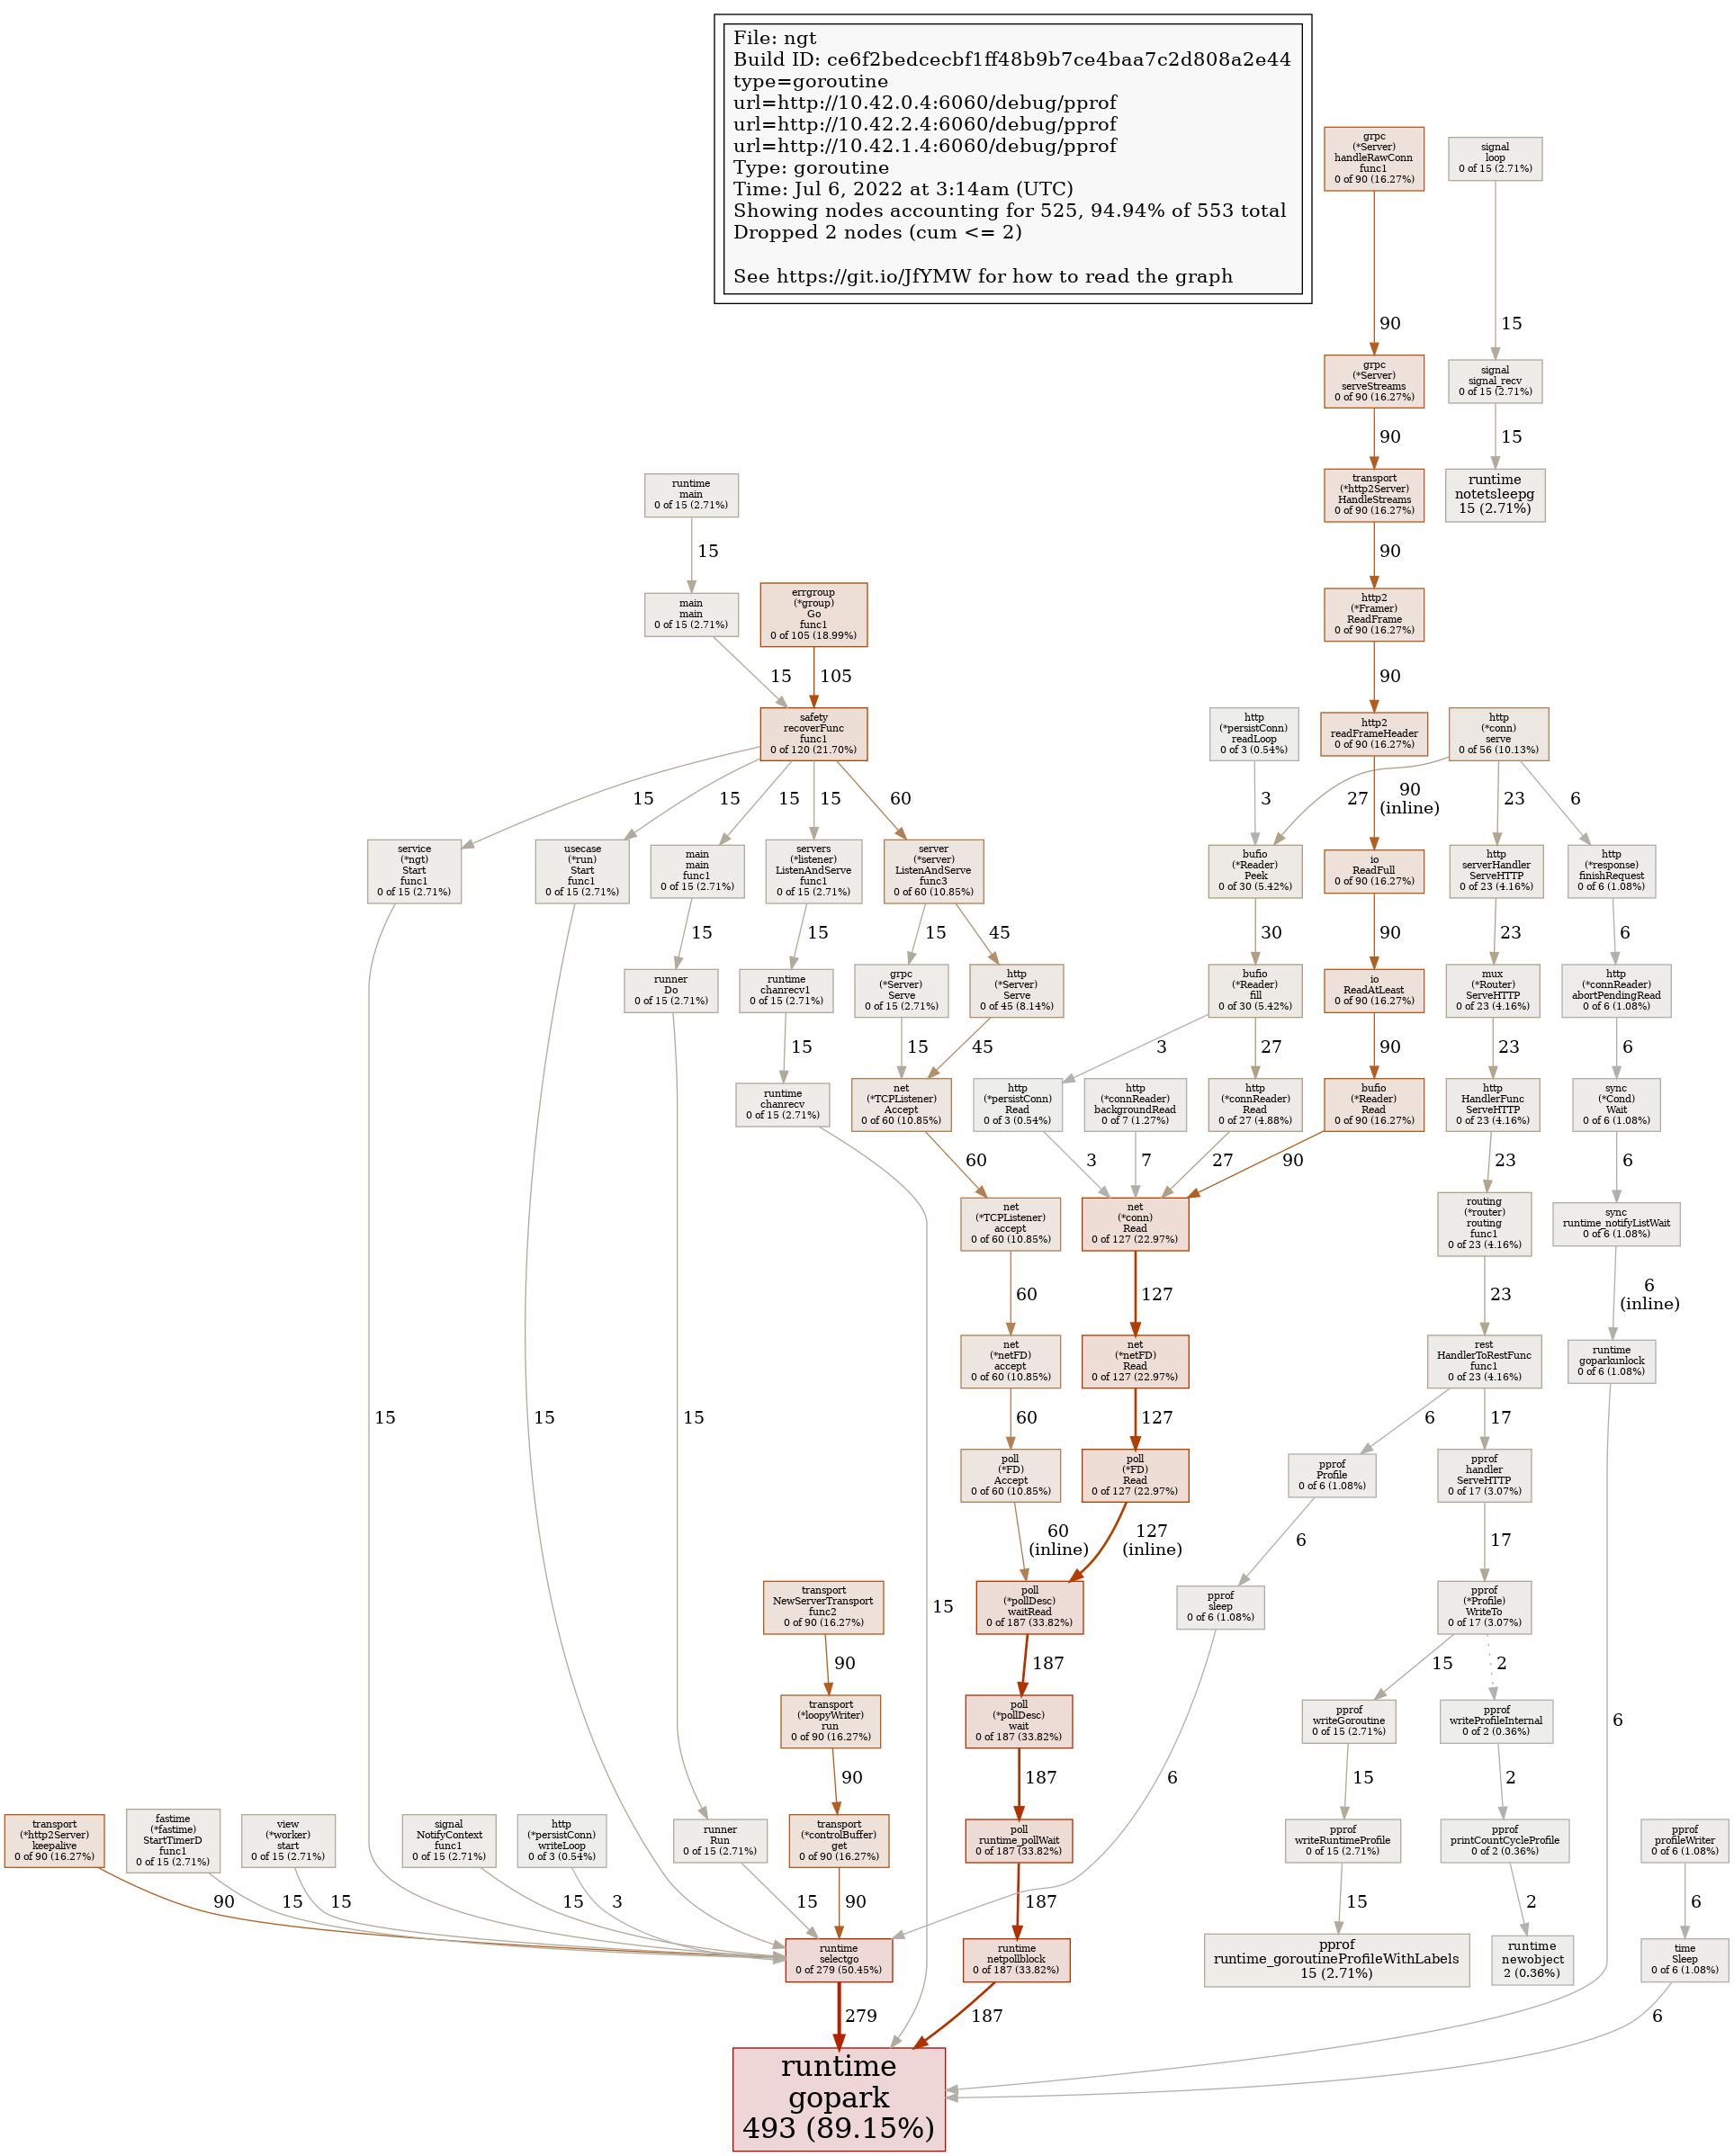 File: ngt
Build ID: ce6f2bedcecbf1ff48b9b7ce4baa7c2d808a2e44
type=goroutine
url=http://10.42.0.4:6060/debug/pprof
url=http://10.42.2.4:6060/debug/pprof
url=http://10.42.1.4:6060/debug/pprof
Type: goroutine
Time: Jul 6, 2022 at 3:14am (UTC)
Showing nodes accounting for 525, 94.94% of 553 total
Dropped 2 nodes (cum <= 2)
See https://git.io/JfYMW for how to read the graph
grpc
(*Server)
handleRawConn
func1
0 of 90 (16.27%)
signal
loop
0 of 15 (2.71%)
90
15
grpc
(*Server)
serveStreams
0 of 90 (16.27%)
signal
signal_recv
0 of 15 (2.71%)
90
15
transport
(*http2Server)
HandleStreams
0 of 90 (16.27%)
runtime
notetsleepg
15 (2.71%)
runtime
main
0 of 15 (2.71%)
15
90
main
main
0 of 15 (2.71%)
errgroup
(*group)
Go
func1
0 of 105 (18.99%)
http2
(*Framer)
ReadFrame
0 of 90 (16.27%)
15
105
90
safety
recoverFunc
func1
0 of 120 (21.70%)
http
(*persistConn)
readLoop
0 of 3 (0.54%)
http2
readFrameHeader
0 of 90 (16.27%)
http
(*conn)
serve
0 of 56 (10.13%)
15
15
15
15
60
3
27
90
(inline)
23
6
service
(*ngt)
Start
func1
0 of 15 (2.71%)
usecase
(*run)
Start
func1
0 of 15 (2.71%)
main
main
func1
0 of 15 (2.71%)
servers
(*listener)
ListenAndServe
func1
0 of 15 (2.71%)
server
(*server)
ListenAndServe
func3
0 of 60 (10.85%)
bufio
(*Reader)
Peek
0 of 30 (5.42%)
io
ReadFull
0 of 90 (16.27%)
http
serverHandler
ServeHTTP
0 of 23 (4.16%)
http
(*response)
finishRequest
0 of 6 (1.08%)
15
15
15
45
30
90
23
6
runner
Do
0 of 15 (2.71%)
runtime
chanrecv1
0 of 15 (2.71%)
grpc
(*Server)
Serve
0 of 15 (2.71%)
http
(*Server)
Serve
0 of 45 (8.14%)
bufio
(*Reader)
fill
0 of 30 (5.42%)
io
ReadAtLeast
0 of 90 (16.27%)
mux
(*Router)
ServeHTTP
0 of 23 (4.16%)
http
(*connReader)
abortPendingRead
0 of 6 (1.08%)
15
15
45
3
27
90
23
6
runtime
chanrecv
0 of 15 (2.71%)
net
(*TCPListener)
Accept
0 of 60 (10.85%)
http
(*persistConn)
Read
0 of 3 (0.54%)
http
(*connReader)
backgroundRead
0 of 7 (1.27%)
http
(*connReader)
Read
0 of 27 (4.88%)
bufio
(*Reader)
Read
0 of 90 (16.27%)
http
HandlerFunc
ServeHTTP
0 of 23 (4.16%)
sync
(*Cond)
Wait
0 of 6 (1.08%)
60
3
7
27
90
23
6
net
(*TCPListener)
accept
0 of 60 (10.85%)
net
(*conn)
Read
0 of 127 (22.97%)
routing
(*router)
routing
func1
0 of 23 (4.16%)
sync
runtime_notifyListWait
0 of 6 (1.08%)
60
127
23
6
(inline)
net
(*netFD)
accept
0 of 60 (10.85%)
net
(*netFD)
Read
0 of 127 (22.97%)
rest
HandlerToRestFunc
func1
0 of 23 (4.16%)
runtime
goparkunlock
0 of 6 (1.08%)
15
15
15
60
127
6
17
poll
(*FD)
Accept
0 of 60 (10.85%)
poll
(*FD)
Read
0 of 127 (22.97%)
pprof
Profile
0 of 6 (1.08%)
pprof
handler
ServeHTTP
0 of 17 (3.07%)
60
(inline)
127
(inline)
6
17
transport
NewServerTransport
func2
0 of 90 (16.27%)
15
poll
(*pollDesc)
waitRead
0 of 187 (33.82%)
pprof
sleep
0 of 6 (1.08%)
pprof
(*Profile)
WriteTo
0 of 17 (3.07%)
90
187
15
2
transport
(*loopyWriter)
run
0 of 90 (16.27%)
poll
(*pollDesc)
wait
0 of 187 (33.82%)
pprof
writeGoroutine
0 of 15 (2.71%)
pprof
writeProfileInternal
0 of 2 (0.36%)
6
90
187
6
15
2
transport
(*http2Server)
keepalive
0 of 90 (16.27%)
fastime
(*fastime)
StartTimerD
func1
0 of 15 (2.71%)
view
(*worker)
start
0 of 15 (2.71%)
signal
NotifyContext
func1
0 of 15 (2.71%)
http
(*persistConn)
writeLoop
0 of 3 (0.54%)
runner
Run
0 of 15 (2.71%)
transport
(*controlBuffer)
get
0 of 90 (16.27%)
poll
runtime_pollWait
0 of 187 (33.82%)
pprof
writeRuntimeProfile
0 of 15 (2.71%)
pprof
printCountCycleProfile
0 of 2 (0.36%)
pprof
profileWriter
0 of 6 (1.08%)
90
15
15
15
3
15
90
187
15
2
6
runtime
selectgo
0 of 279 (50.45%)
runtime
netpollblock
0 of 187 (33.82%)
pprof
runtime_goroutineProfileWithLabels
15 (2.71%)
runtime
newobject
2 (0.36%)
time
Sleep
0 of 6 (1.08%)
279
187
6
runtime
gopark
493 (89.15%)